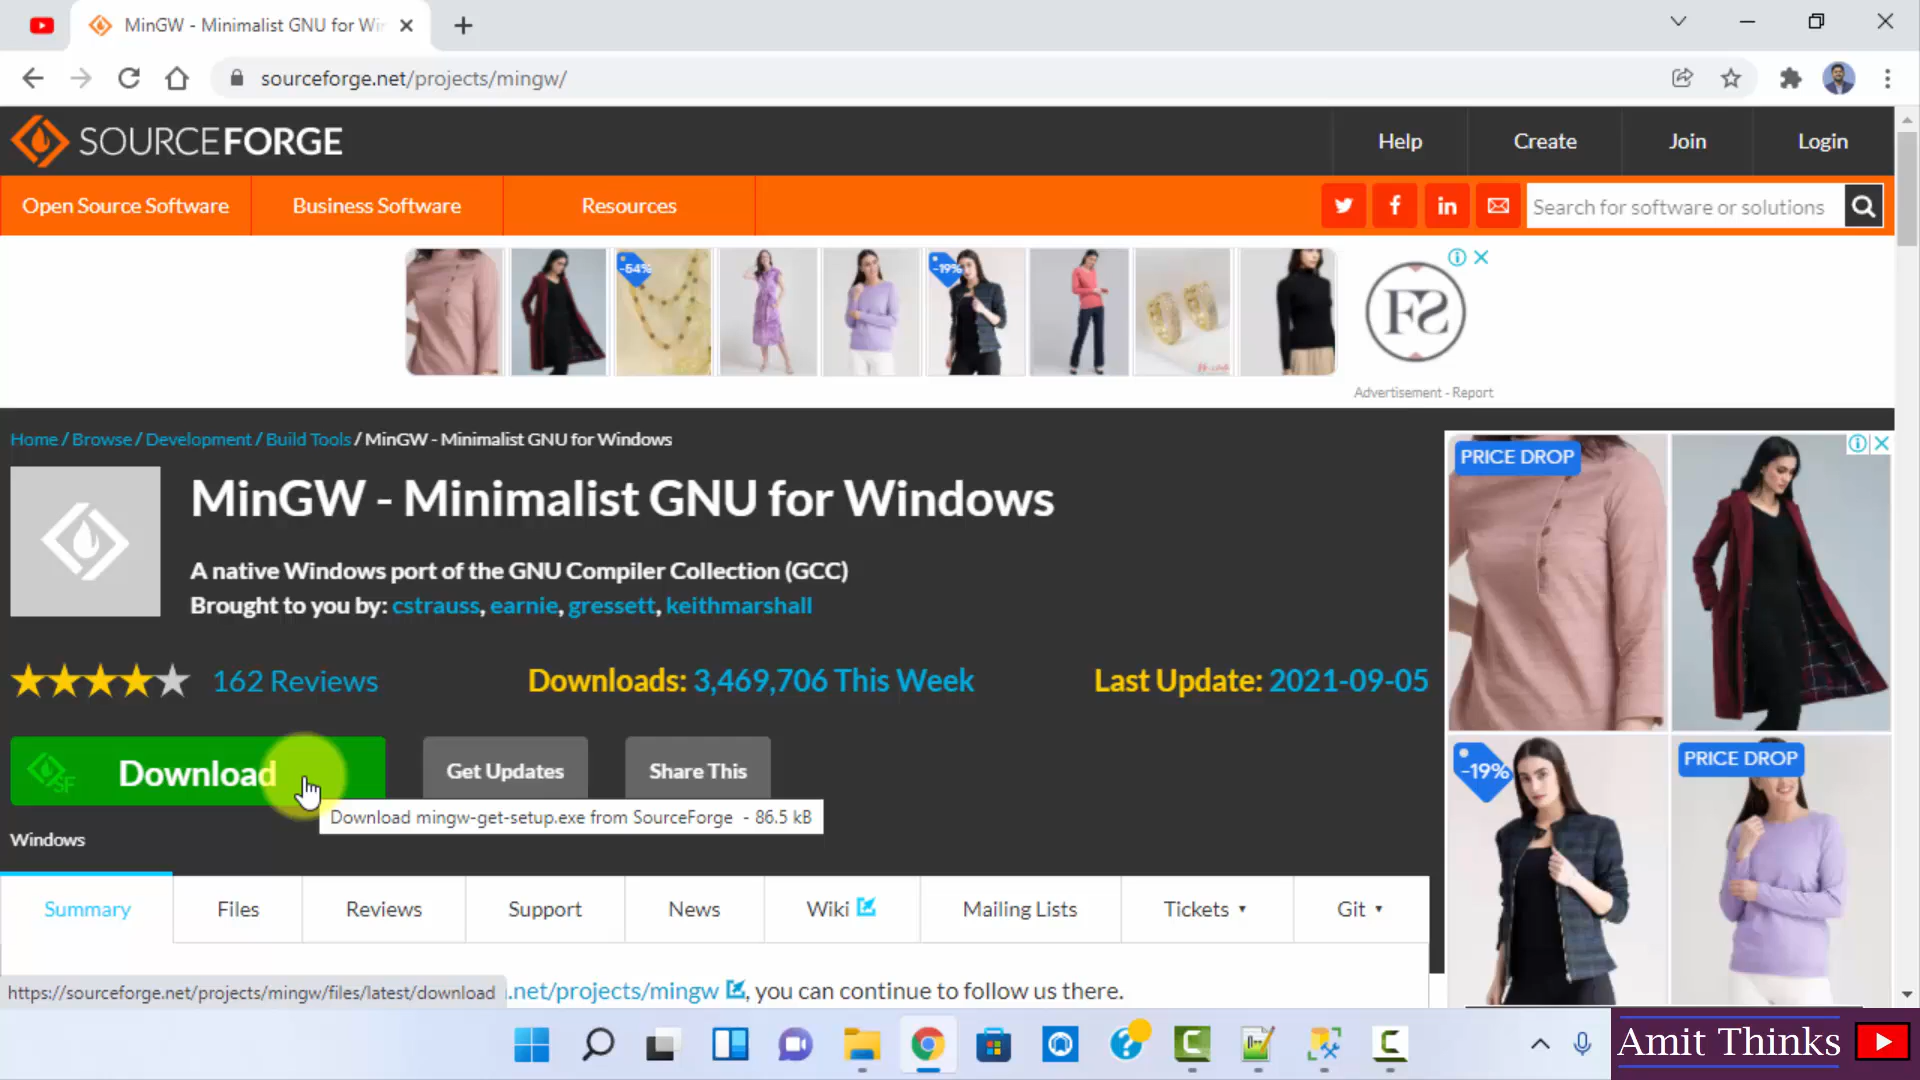 MinGW - Minimalist GNU for Wi
sourceforge.net/projects/mingw/
SOURCEFORGE
Help
Create
Join
Login
Open Source Software
Business Software
Resources
Search for software or solutions
-64%
-19%
FS
Advertisement - Report
Home / Browse / Development / Build Tools / MinGW - Minimalist GNU for Windows
MinGW - Minimalist GNU for Windows
A native Windows port of the GNU Compiler Collection (GCC)
Brought to you by: cstrauss, earnie, gressett, keithmarshall
162 Reviews
Downloads: 3,469,706 This Week
Last Update: 2021-09-05
SF
Download
Get Updates
Share This
Download mingw-get-setup.exe from SourceForge - 86.5 kB
Windows
Summary
Files
Reviews
Support
News
Wiki
Mailing Lists
Tickets
Git
https://sourceforge.net/projects/mingw/files/latest/download
.net/projects/mingw , you can continue to follow us there.
PRICE DROP
-19%
PRICE DROP
Amit Thinks